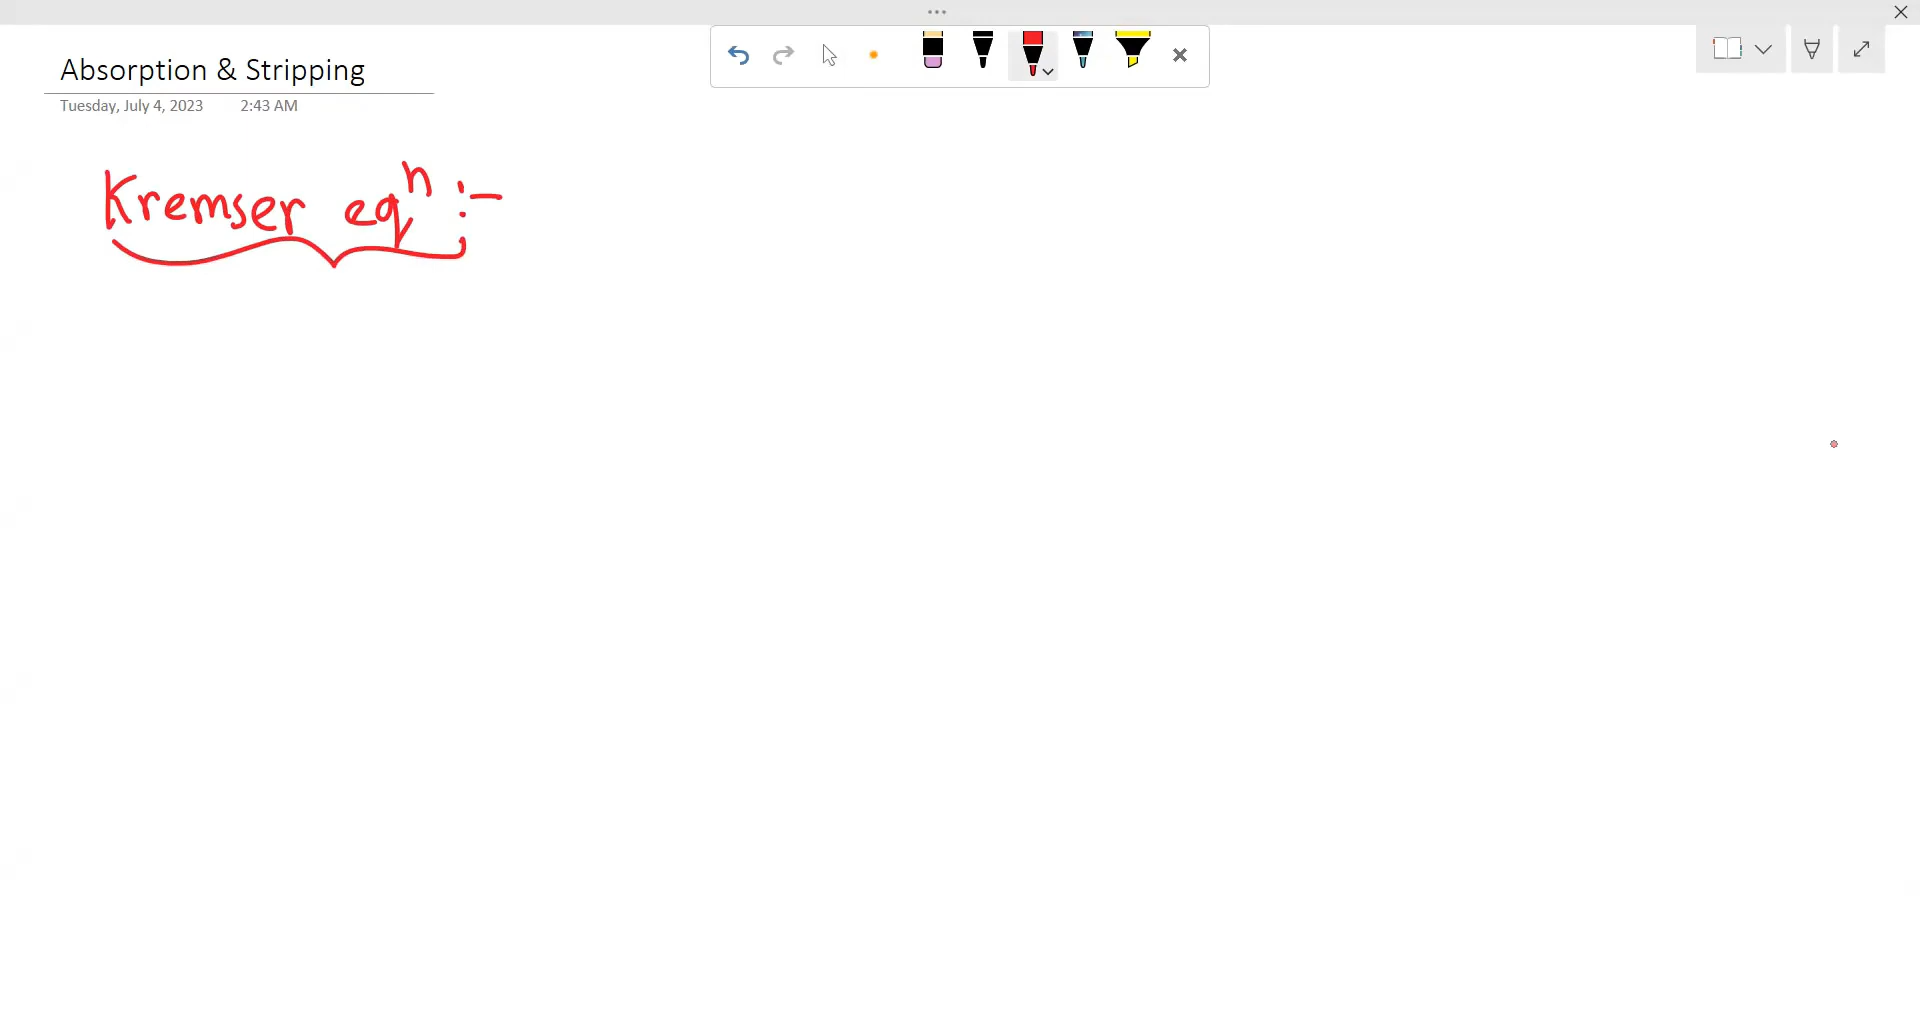 Absorption & Stripping
Tuesday, July 4, 2023 2:43 AM
Kremser eqⁿ :-